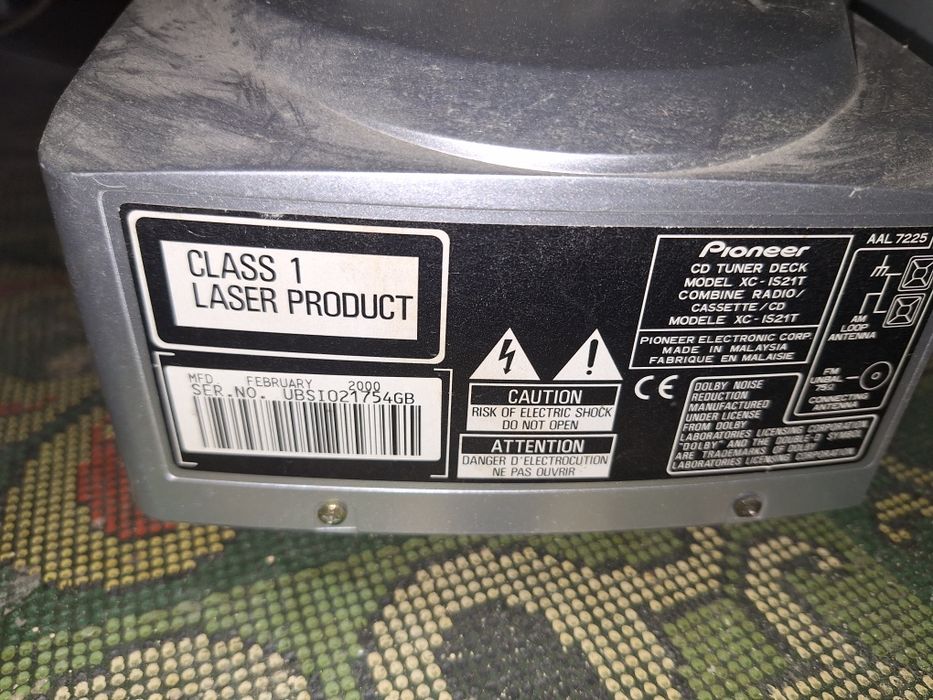 CLASS 1
LASER PRODUCT
MFD FEBRUARY 2000
SER.NO. UBSI021754GB
CAUTION
RISK OF ELECTRIC SHOCK
DO NOT OPEN
ATTENTION
DANGER D'ELECTROCUTION
NE PAS OUVRIR
Pioneer
CD TUNER DECK
MODEL XC-IS21T
COMBINE RADIO/
CASSETTE/CD
MODELE XC-IS21T
PIONEER ELECTRONIC CORP.
MADE IN MALAYSIA
FABRIQUE EN MALAISIE
CE
DOLBY NOISE
REDUCTION
MANUFACTURED
UNDER LICENSE
FROM DOLBY
LABORATORIES LICENSING CORPORATION
"DOLBY" AND THE DOUBLE-D SYMBOL
ARE TRADEMARKS OF DOLBY
LABORATORIES LICENSING CORPORATION
AAL 7225
AM
LOOP
ANTENNA
FM
UNBAL
75Ω
CONNECTING
ANTENNA